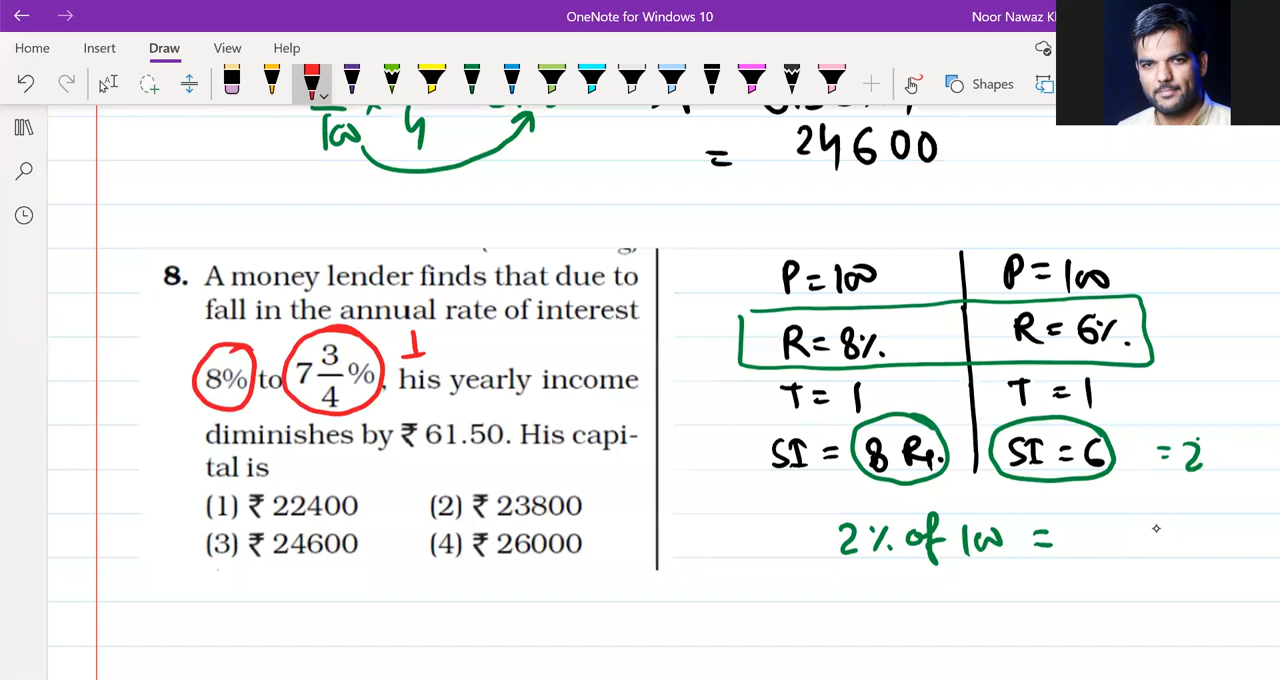 OneNote for Windows 10
Noor Nawaz Kh
Home Insert Draw View Help
Shapes
100 4
= 24600
8. A money lender finds that due to
fall in the annual rate of interest
8% to 7 3/4 %, his yearly income
diminishes by ₹ 61.50. His capi-
tal is
(1) ₹ 22400 (2) ₹ 23800
(3) ₹ 24600 (4) ₹ 26000
1
P = 100 P = 100
R = 8%. R = 6%.
T = 1 T = 1
SI = 8 Rs. SI = 6 = 2
2% of 100 =